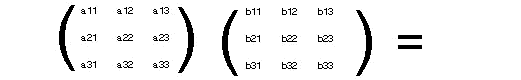 ( a11 a12 a13 ) ( b11 b12 b13 )
( a21 a22 a23 ) ( b21 b22 b23 ) =
( a31 a32 a33 ) ( b31 b32 b33 )